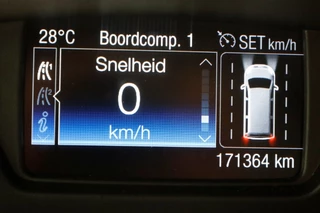 28°C Boordcomp. 1 SET km/h
Snelheid
0
km/h
171364 km